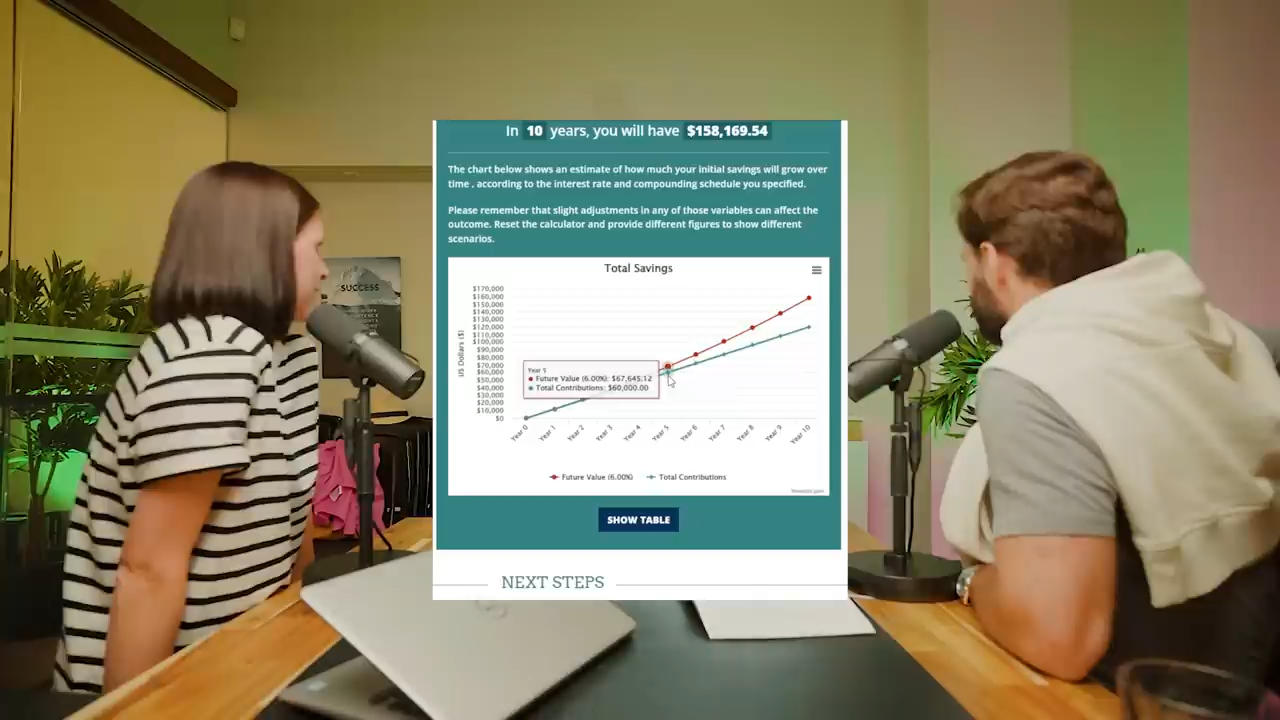 In 10 years, you will have $158,169.54
The chart below shows an estimate of how much your initial savings will grow over
time , according to the interest rate and compounding schedule you specified.
Please remember that slight adjustments in any of those variables can affect the
outcome. Reset the calculator and provide different figures to show different
scenarios.
Total Savings
SUCCESS
US Dollars ($)
$170,000
$160,000
$150,000
$140,000
$130,000
$120,000
$110,000
$100,000
$90,000
$80,000
$70,000
$60,000
$50,000
$40,000
$30,000
$20,000
$10,000
$0
Year 5
Future Value (6.00%): $67,645.12
Total Contributions: $60,000.00
Year 0
Year 1
Year 2
Year 3
Year 4
Year 5
Year 6
Year 7
Year 8
Year 9
Year 10
Future Value (6.00%)
Total Contributions
SHOW TABLE
NEXT STEPS